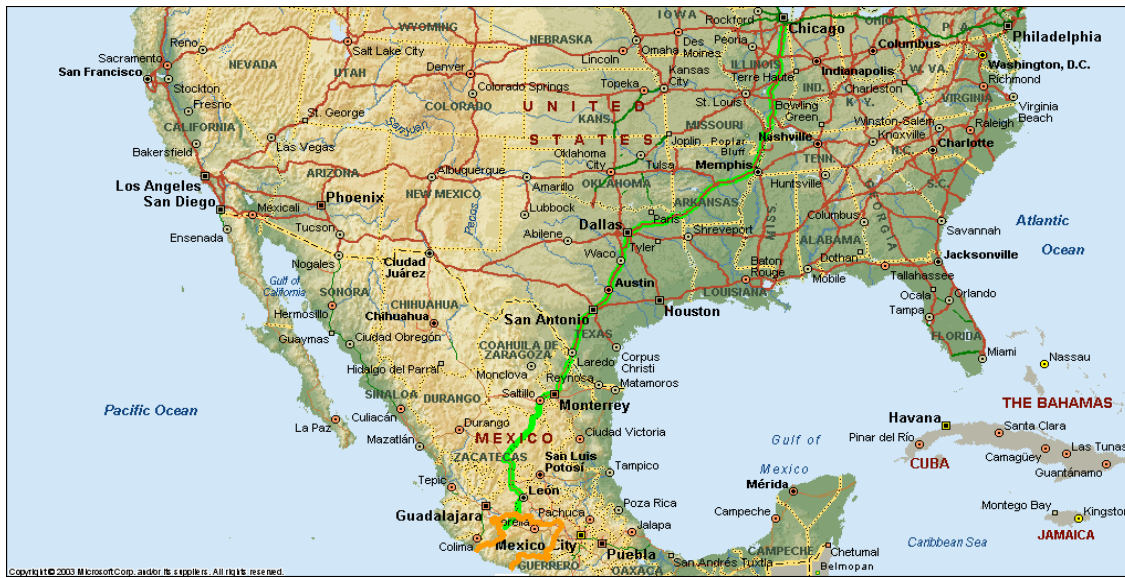 IOWA
Rockford
Chicago
OHIO
P A.
Philadelphia
WYOMING
Reno
Salt Lake City
NEBRASKA
Omaha
Des
Moines
Peoria
ILLINOIS
Columbus
Sacramento
NEVADA
Lincoln
Washington, D.C.
San Francisco
UTAH
Denver
Kansas
City
Topeka
Terre Haute
Indianapolis
W. VA.
Richmond
Stockton
Colorado Springs
St. Louis
IND.
Charleston
VIRGINIA
Fresno
St. George
COLORADO
UNITED
KANS.
Bowling
Green
K Y.
Virginia
Beach
CALIFORNIA
San Juan
MISSOURI
Winston-Salem
Raleigh
Las Vegas
STATES
Joplin
Poplar
Bluff
Nashville
Knoxville
N.C.
Charlotte
Bakersfield
Oklahoma
City
Tulsa
Memphis
TENN.
ARIZONA
Albuquerque
Amarillo
OKLAHOMA
Huntsville
Los Angeles
NEW MEXICO
S.C.
San Diego
Phoenix
ARKANSAS
Mexicali
Lubbock
Paris
Columbus
GEORGIA
Atlantic
Ocean
Tucson
Pecos
Dallas
MISS.
Savannah
Ensenada
Abilene
Tyler
Shreveport
ALABAMA
Nogales
Ciudad
Juárez
Waco
Baton
Rouge
Dothan
Jacksonville
Gulf of
California
Mobile
Tallahassee
SONORA
Austin
LOUISIANA
Ocala
Orlando
CHIHUAHUA
Hermosillo
Chihuahua
San Antonio
Houston
Tampa
Guaymas
TEXAS
FLORIDA
Ciudad Obregón
COAHUILA DE
ZARAGOZA
Laredo
Corpus
Christi
Miami
Nassau
Hidalgo del Parral
Monclova
Reynosa
Matamoros
SINALOA
DURANGO
Saltillo
Monterrey
THE BAHAMAS
Pacific Ocean
Culiacán
La Paz
Durango
Havana
Santa Clara
Mazatlán
MEXICO
Ciudad Victoria
Gulf of
Mexico
Pinar del Río
Las Tunas
ZACATECAS
San Luis
Potosí
Tampico
CUBA
Camagüey
Guantánamo
Tepic
León
Mérida
Poza Rica
Guadalajara
Pachuca
Campeche
Montego Bay
Kingston
orelia
Jalapa
JAMAICA
Colima
Mexico City
Puebla
Caribbean Sea
GUERRERO
San Andrés Tuxtla
CAMPECHE
Chetumal
OAXACA
Belmopan
Copyright © 2003 Microsoft Corp. and/or its suppliers. All rights reserved.